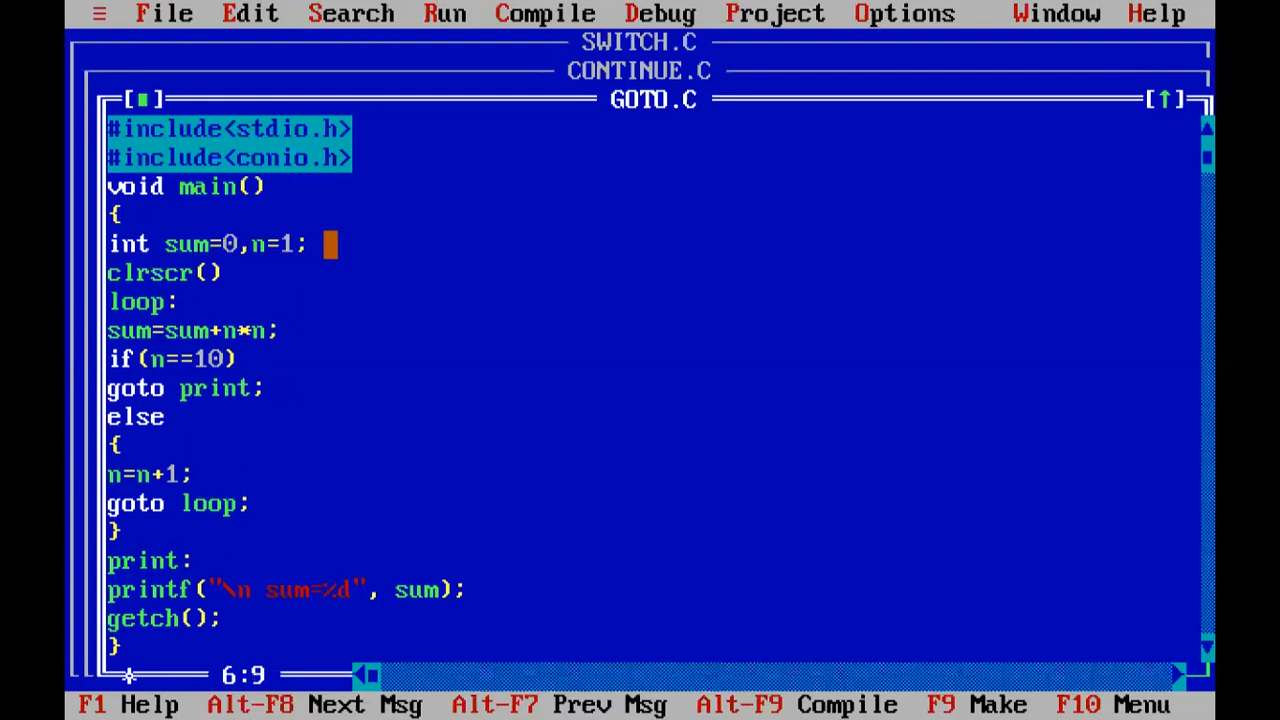 ≡ File Edit Search Run Compile Debug Project Options Window Help
SWITCH.C
CONTINUE.C
[■] GOTO.C [↑]
#include<stdio.h>
#include<conio.h>
void main()
{
int sum=0,n=1;
clrscr()
loop:
sum=sum+n*n;
if(n==10)
goto print;
else
{
n=n+1;
goto loop;
}
print:
printf("\n sum=%d", sum);
getch();
}
6:9
F1 Help Alt-F8 Next Msg Alt-F7 Prev Msg Alt-F9 Compile F9 Make F10 Menu